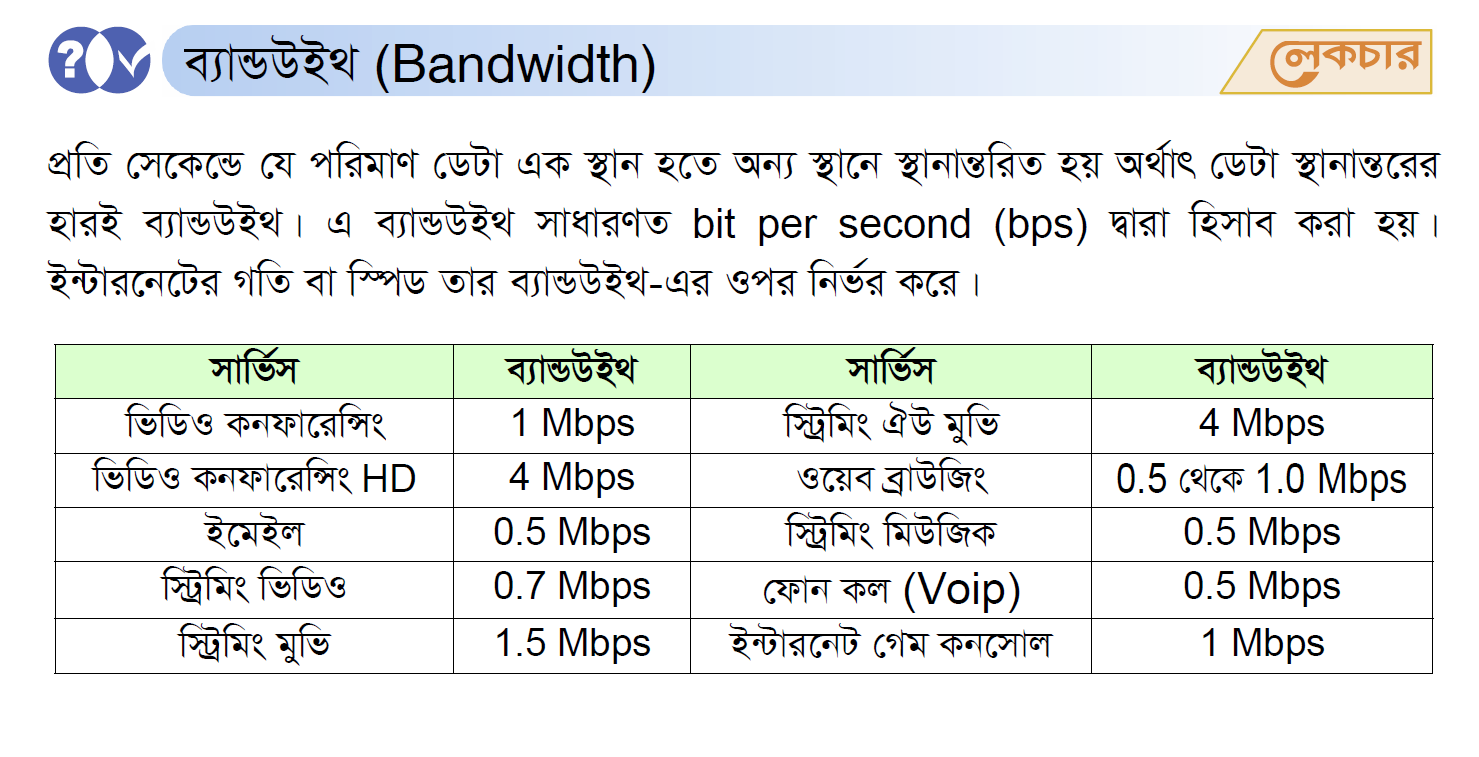 ব্যান্ডউইথ (Bandwidth)
লেকচার
প্রতি সেকেন্ডে যে পরিমাণ ডেটা এক স্থান হতে অন্য স্থানে স্থানান্তরিত হয় অর্থাৎ ডেটা স্থানান্তরের
হারই ব্যান্ডউইথ। এ ব্যান্ডউইথ সাধারণত bit per second (bps) দ্বারা হিসাব করা হয়।
ইন্টারনেটের গতি বা স্পিড তার ব্যান্ডউইথ-এর ওপর নির্ভর করে।
সার্ভিস ব্যান্ডউইথ সার্ভিস ব্যান্ডউইথ
ভিডিও কনফারেন্সিং 1 Mbps স্ট্রিমিং ঐউ মুভি 4 Mbps
ভিডিও কনফারেন্সিং HD 4 Mbps ওয়েব ব্রাউজিং 0.5 থেকে 1.0 Mbps
ইমেইল 0.5 Mbps স্ট্রিমিং মিউজিক 0.5 Mbps
স্ট্রিমিং ভিডিও 0.7 Mbps ফোন কল (Voip) 0.5 Mbps
স্ট্রিমিং মুভি 1.5 Mbps ইন্টারনেট গেম কনসোল 1 Mbps